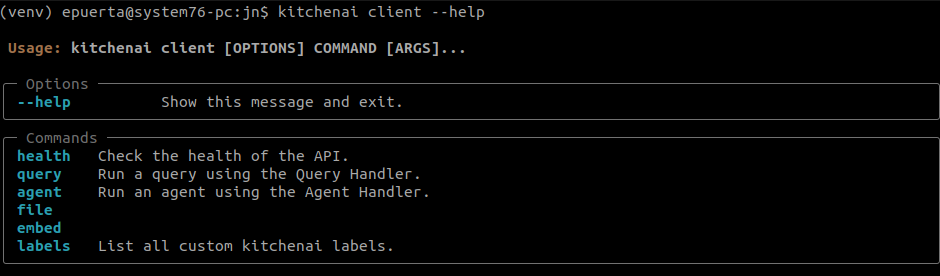 (venv) epuerta@system76-pc:jn$ kitchenai client --help
Usage: kitchenai client [OPTIONS] COMMAND [ARGS]...
Options
--help Show this message and exit.
Commands
health Check the health of the API.
query Run a query using the Query Handler.
agent Run an agent using the Agent Handler.
file
embed
labels List all custom kitchenai labels.